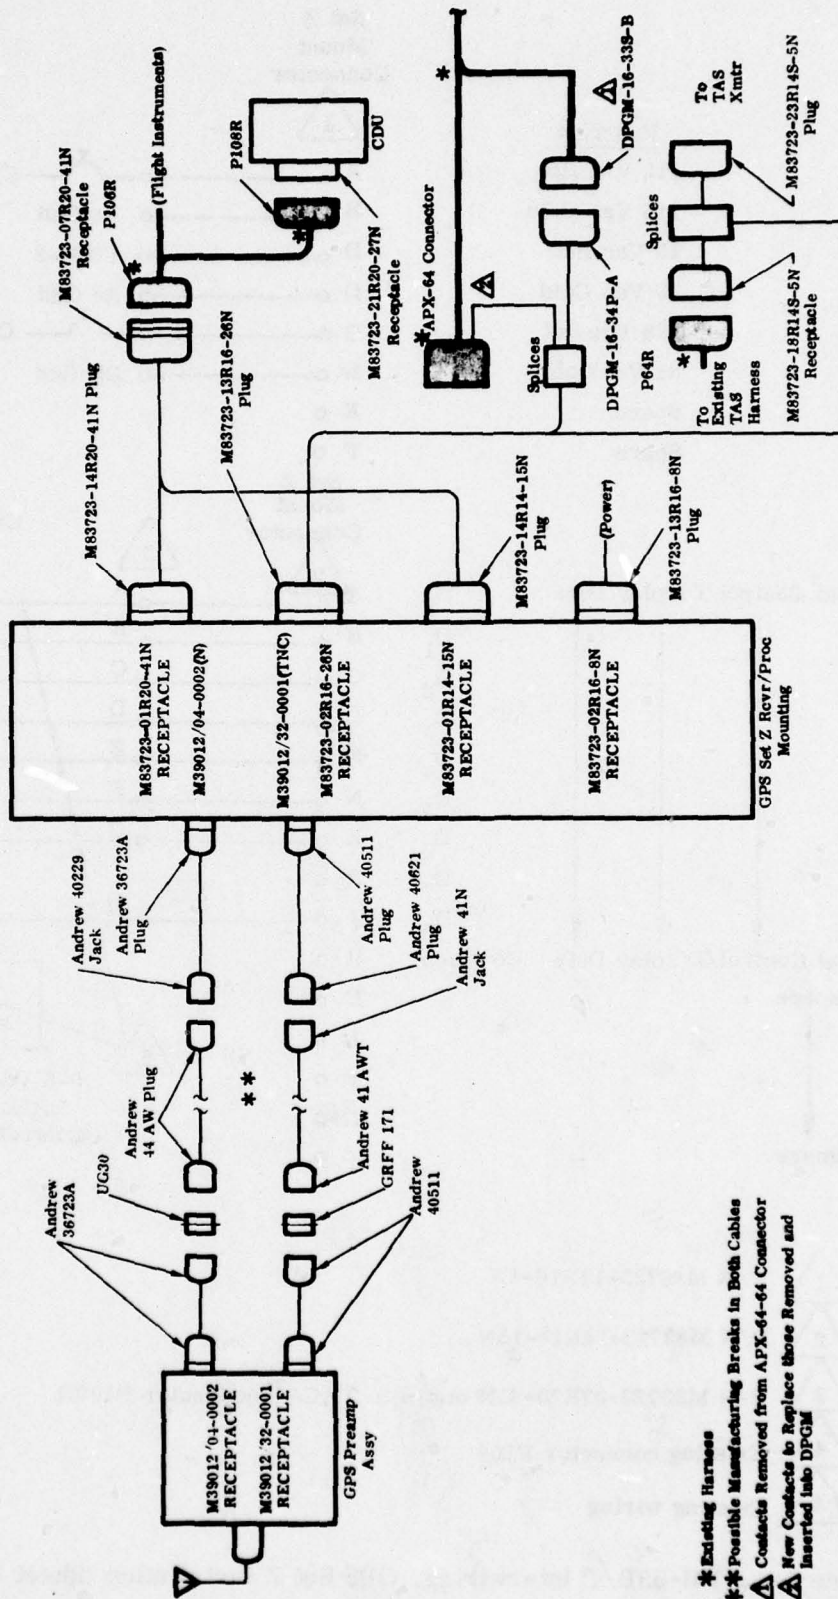 M83723-14R20-41N Plug
M83723-07R20-41N
Receptacle
P106R
*
(Flight Instruments)
P108R
*
CDU
M83723-21R20-27N
Receptacle
M83723-13R16-26N
Plug
*APX-64 Connector
*
Splices
DPGM-16-34P-A
DPGM-16-33S-B
P64R
*
To
Existing
TAS
Harness
Splices
To
TAS
Xmtr
M83723-18R14S-5N
Receptacle
M83723-23R14S-5N
Plug
M83723-14R14-15N
Plug
(Power)
M83723-13R16-8N
Plug
M83723-01R20-41N
RECEPTACLE
M39012/04-0002(N)
M39012/32-0001(TNC)
M83723-02R16-26N
RECEPTACLE
M83723-01R14-15N
RECEPTACLE
M83723-02R16-8N
RECEPTACLE
GPS Set Z Rcvr/Proc
Mounting
Andrew 40229
Jack
Andrew 36723A
Plug
Andrew 40511
Plug
Andrew 40621
Plug
Andrew 41N
Jack
Andrew
44 AW Plug
**
UG30
Andrew
36723A
Andrew 41 AWT
GRFF 171
Andrew
40511
M39012/04-0002
RECEPTACLE
M39012/32-0001
RECEPTACLE
GPS Preamp
Assy
* Existing Harness
** Possible Manufacturing Breaks in Both Cables
Contacts Removed from APX-64-64 Connector
New Contacts to Replace those Removed and
Inserted into DPGM